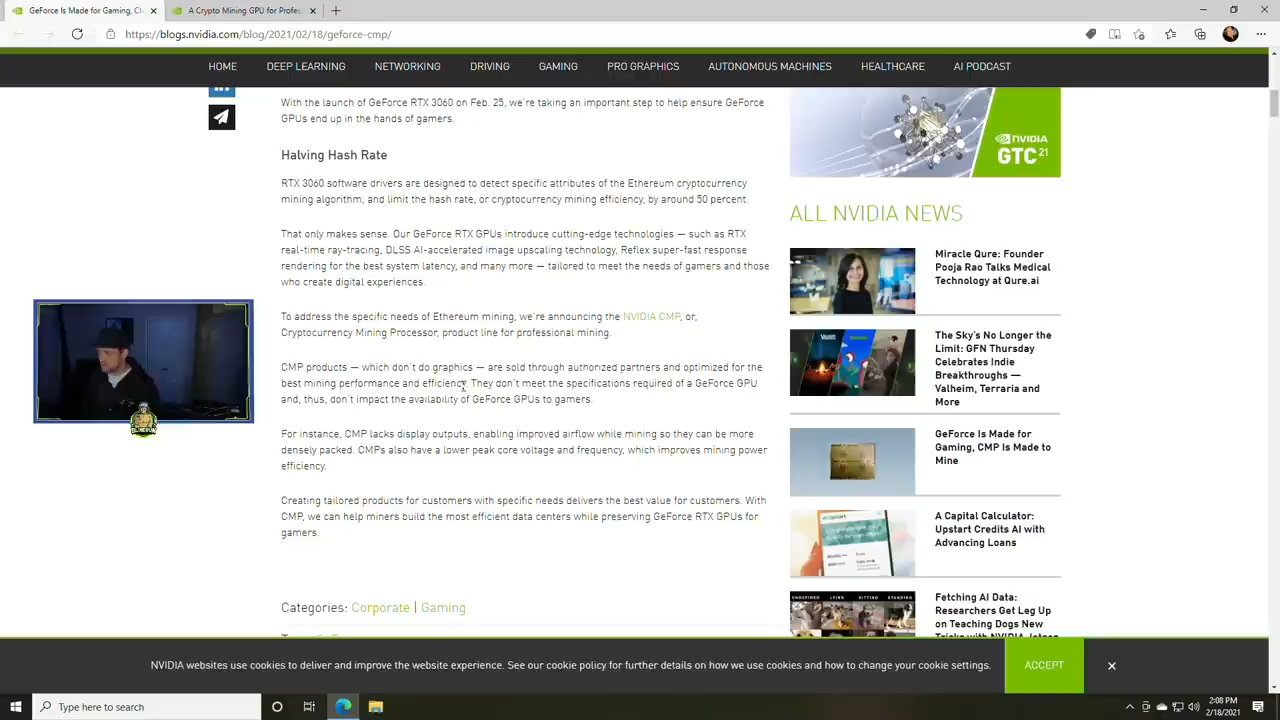 GeForce Is Made for Gaming, C
A Crypto Mining GPU for Profes
https://blogs.nvidia.com/blog/2021/02/18/geforce-cmp/
HOME DEEP LEARNING NETWORKING DRIVING GAMING PRO GRAPHICS AUTONOMOUS MACHINES HEALTHCARE AI PODCAST
With the launch of GeForce RTX 3060 on Feb. 25, we're taking an important step to help ensure GeForce
GPUs end up in the hands of gamers.
Halving Hash Rate
RTX 3060 software drivers are designed to detect specific attributes of the Ethereum cryptocurrency
mining algorithm, and limit the hash rate, or cryptocurrency mining efficiency, by around 50 percent.
That only makes sense. Our GeForce RTX GPUs introduce cutting-edge technologies — such as RTX
real-time ray-tracing, DLSS AI-accelerated image upscaling technology, Reflex super-fast response
rendering for the best system latency, and many more — tailored to meet the needs of gamers and those
who create digital experiences.
To address the specific needs of Ethereum mining, we're announcing the NVIDIA CMP, or,
Cryptocurrency Mining Processor, product line for professional mining.
CMP products — which don't do graphics — are sold through authorized partners and optimized for the
best mining performance and efficiency. They don't meet the specifications required of a GeForce GPU
and, thus, don't impact the availability of GeForce GPUs to gamers.
For instance, CMP lacks display outputs, enabling improved airflow while mining so they can be more
densely packed. CMPs also have a lower peak core voltage and frequency, which improves mining power
efficiency.
Creating tailored products for customers with specific needs delivers the best value for customers. With
CMP, we can help miners build the most efficient data centers while preserving GeForce RTX GPUs for
gamers.
Categories: Corporate | Gaming
NVIDIA
GTC 21
ALL NVIDIA NEWS
Miracle Qure: Founder
Pooja Rao Talks Medical
Technology at Qure.ai
The Sky's No Longer the
Limit: GFN Thursday
Celebrates Indie
Breakthroughs —
Valheim, Terraria and
More
GeForce Is Made for
Gaming, CMP Is Made to
Mine
A Capital Calculator:
Upstart Credits AI with
Advancing Loans
Fetching AI Data:
Researchers Get Leg Up
on Teaching Dogs New
Tricks with NVIDIA Jetson
NVIDIA websites use cookies to deliver and improve the website experience. See our cookie policy for further details on how we use cookies and how to change your cookie settings.
ACCEPT
Type here to search
2:08 PM
2/18/2021